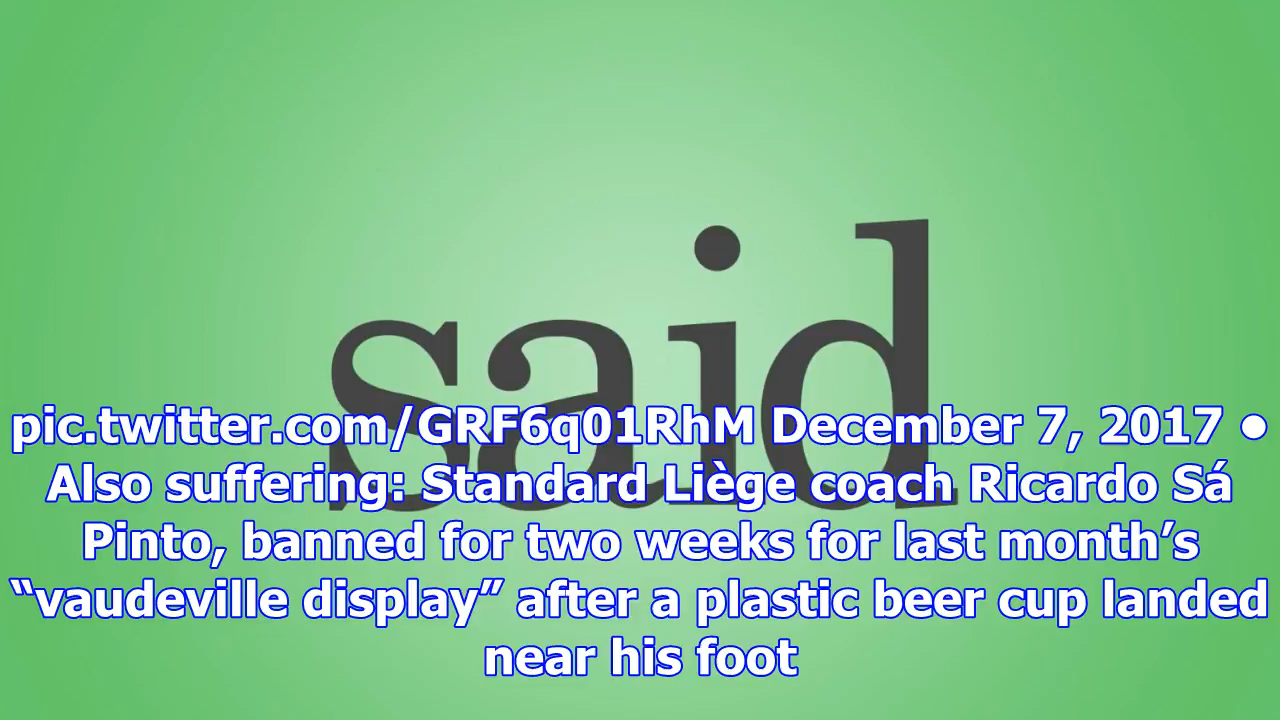 said
pic.twitter.com/GRF6q01RhM December 7, 2017 ●
Also suffering: Standard Liège coach Ricardo Sá
Pinto, banned for two weeks for last month’s
“vaudeville display” after a plastic beer cup landed
near his foot